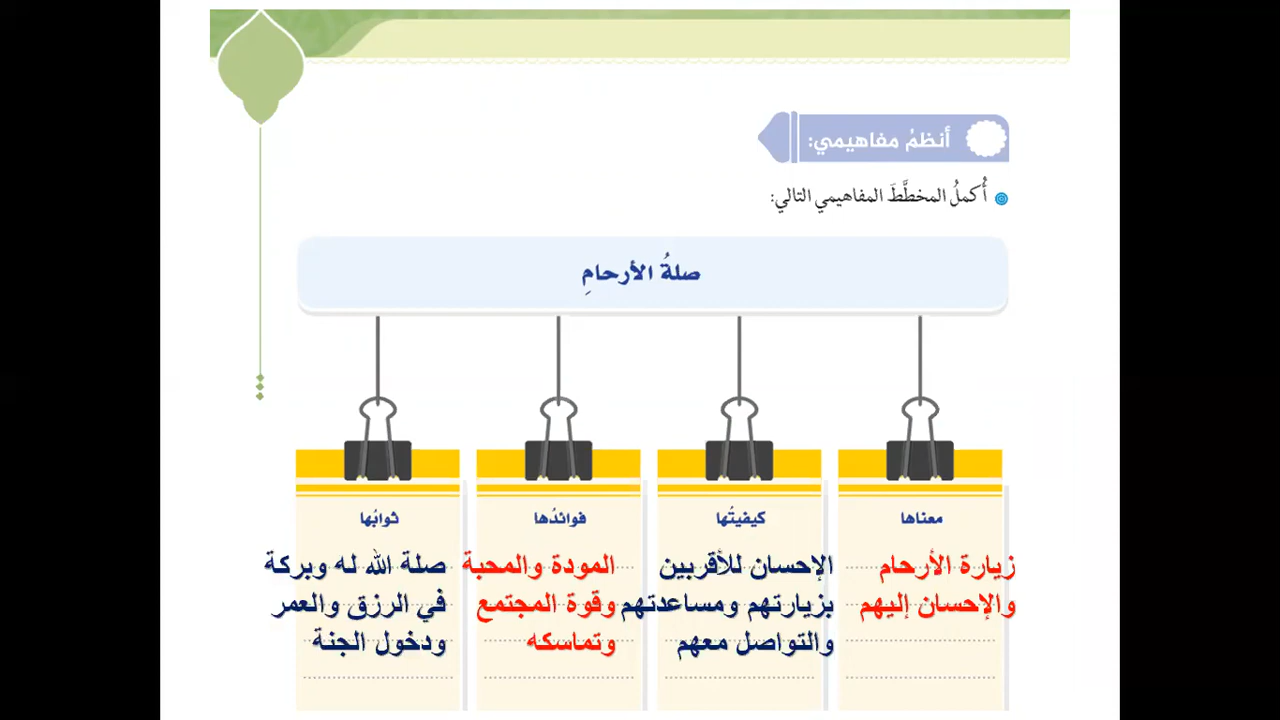 أنظمُ مفاهيمي:
أُكملُ المخطَّطَ المفاهيمي التالي:
صلةُ الأرحامِ
معناها
زيارة الأرحام
والإحسان إليهم
كيفيتُها
الإحسان للأقربين
بزيارتهم ومساعدتهم
والتواصل معهم
فوائدُها
المودة والمحبة
وقوة المجتمع
وتماسكه
ثوابُها
صلة الله له وبركة
في الرزق والعمر
ودخول الجنة